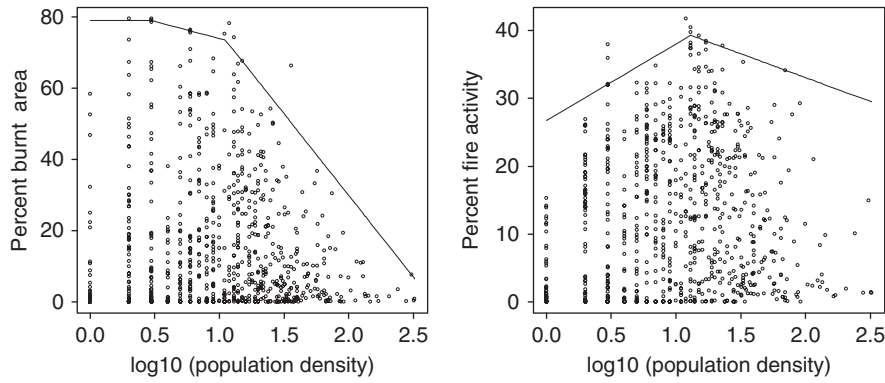 Percent burnt area
80
60
40
20
0
0.0 0.5 1.0 1.5 2.0 2.5
log10 (population density)
Percent fire activity
40
30
20
10
0
0.0 0.5 1.0 1.5 2.0 2.5
log10 (population density)